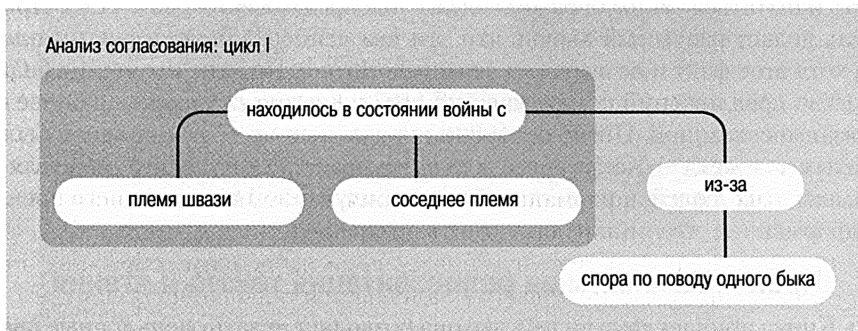 Анализ согласования: цикл I
находилось в состоянии войны с
племя швази
соседнее племя
из-за
спора по поводу одного быка